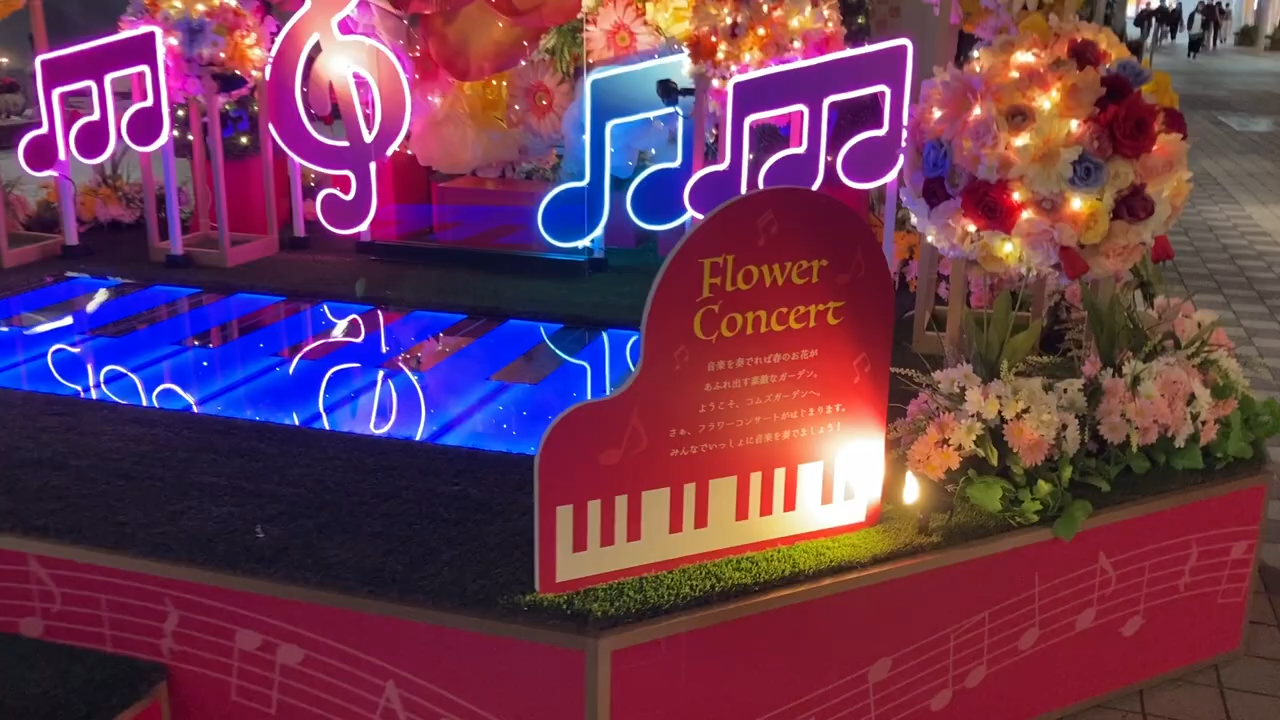 Flower
Concert
音楽を奏でれば春のお花が
あふれ出す素敵なガーデン。
ようこそ、コムズガーデンへ。
さぁ、フラワーコンサートがはじまります。
みんなでいっしょに音楽を奏でましょう！